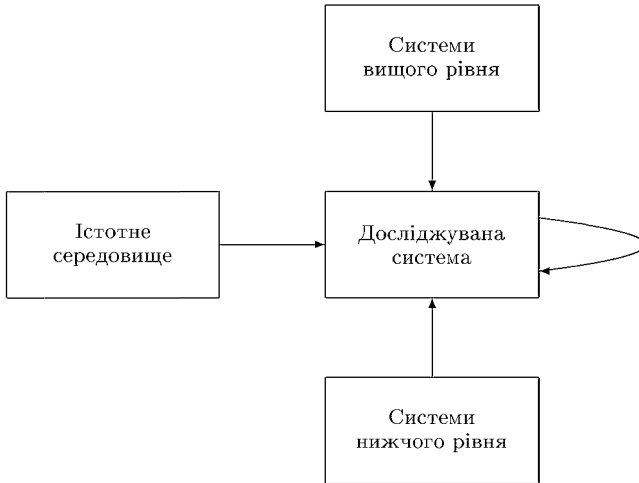 Системи
вищого рівня
Істотне
середовище
Досліджувана
система
Системи
нижчого рівня